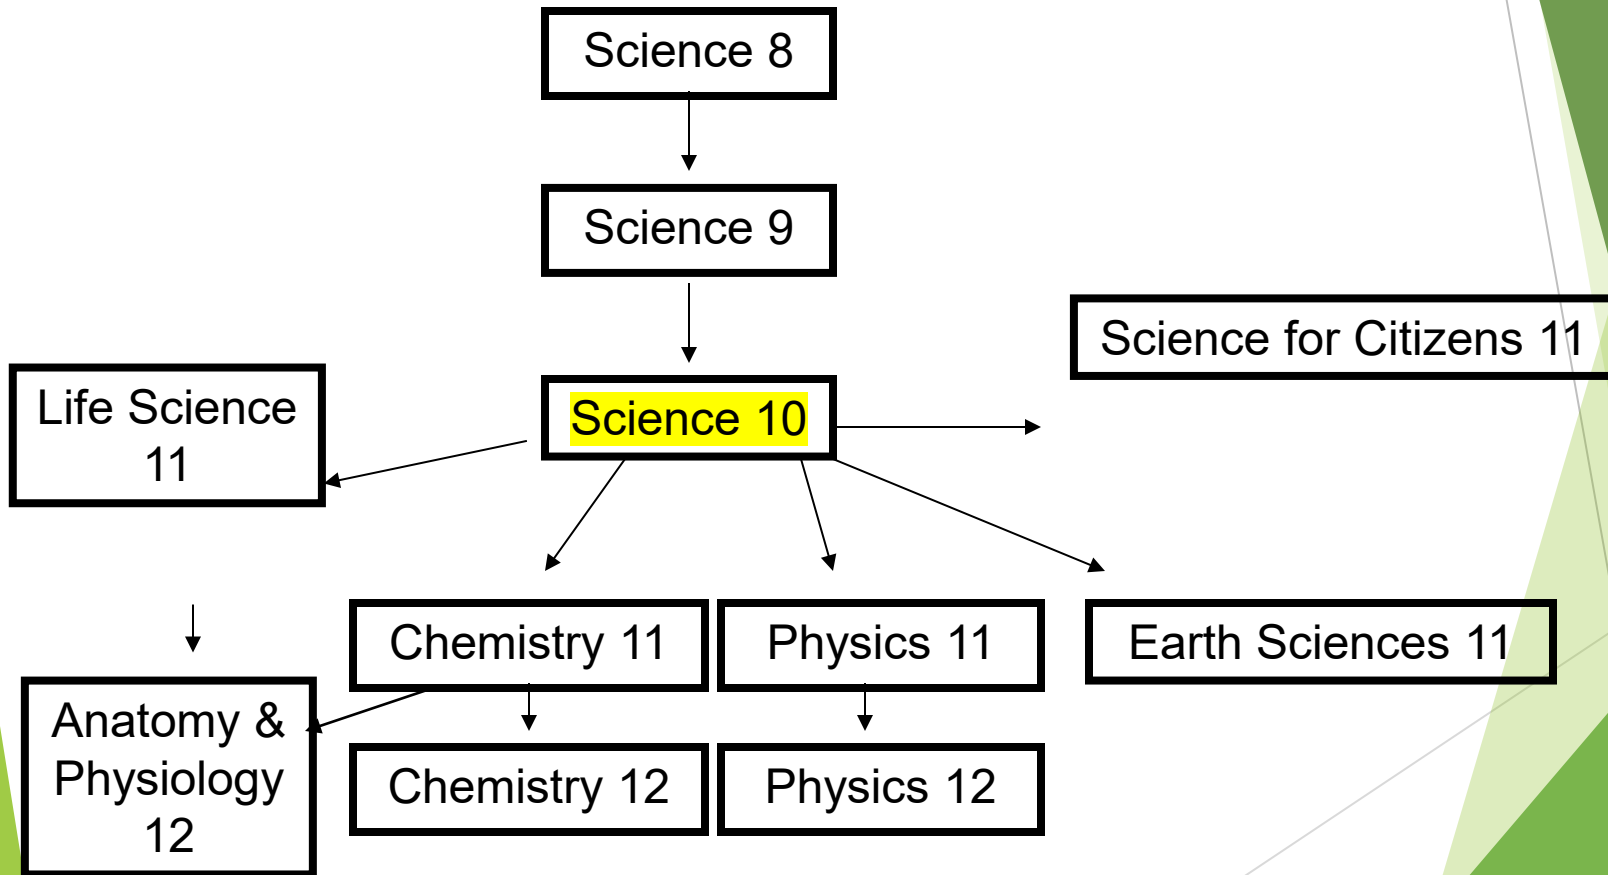 Science 8
Science 9
Science for Citizens 11
Life Science
11
Science 10
Chemistry 11
Physics 11
Earth Sciences 11
Anatomy &
Physiology
12
Chemistry 12
Physics 12